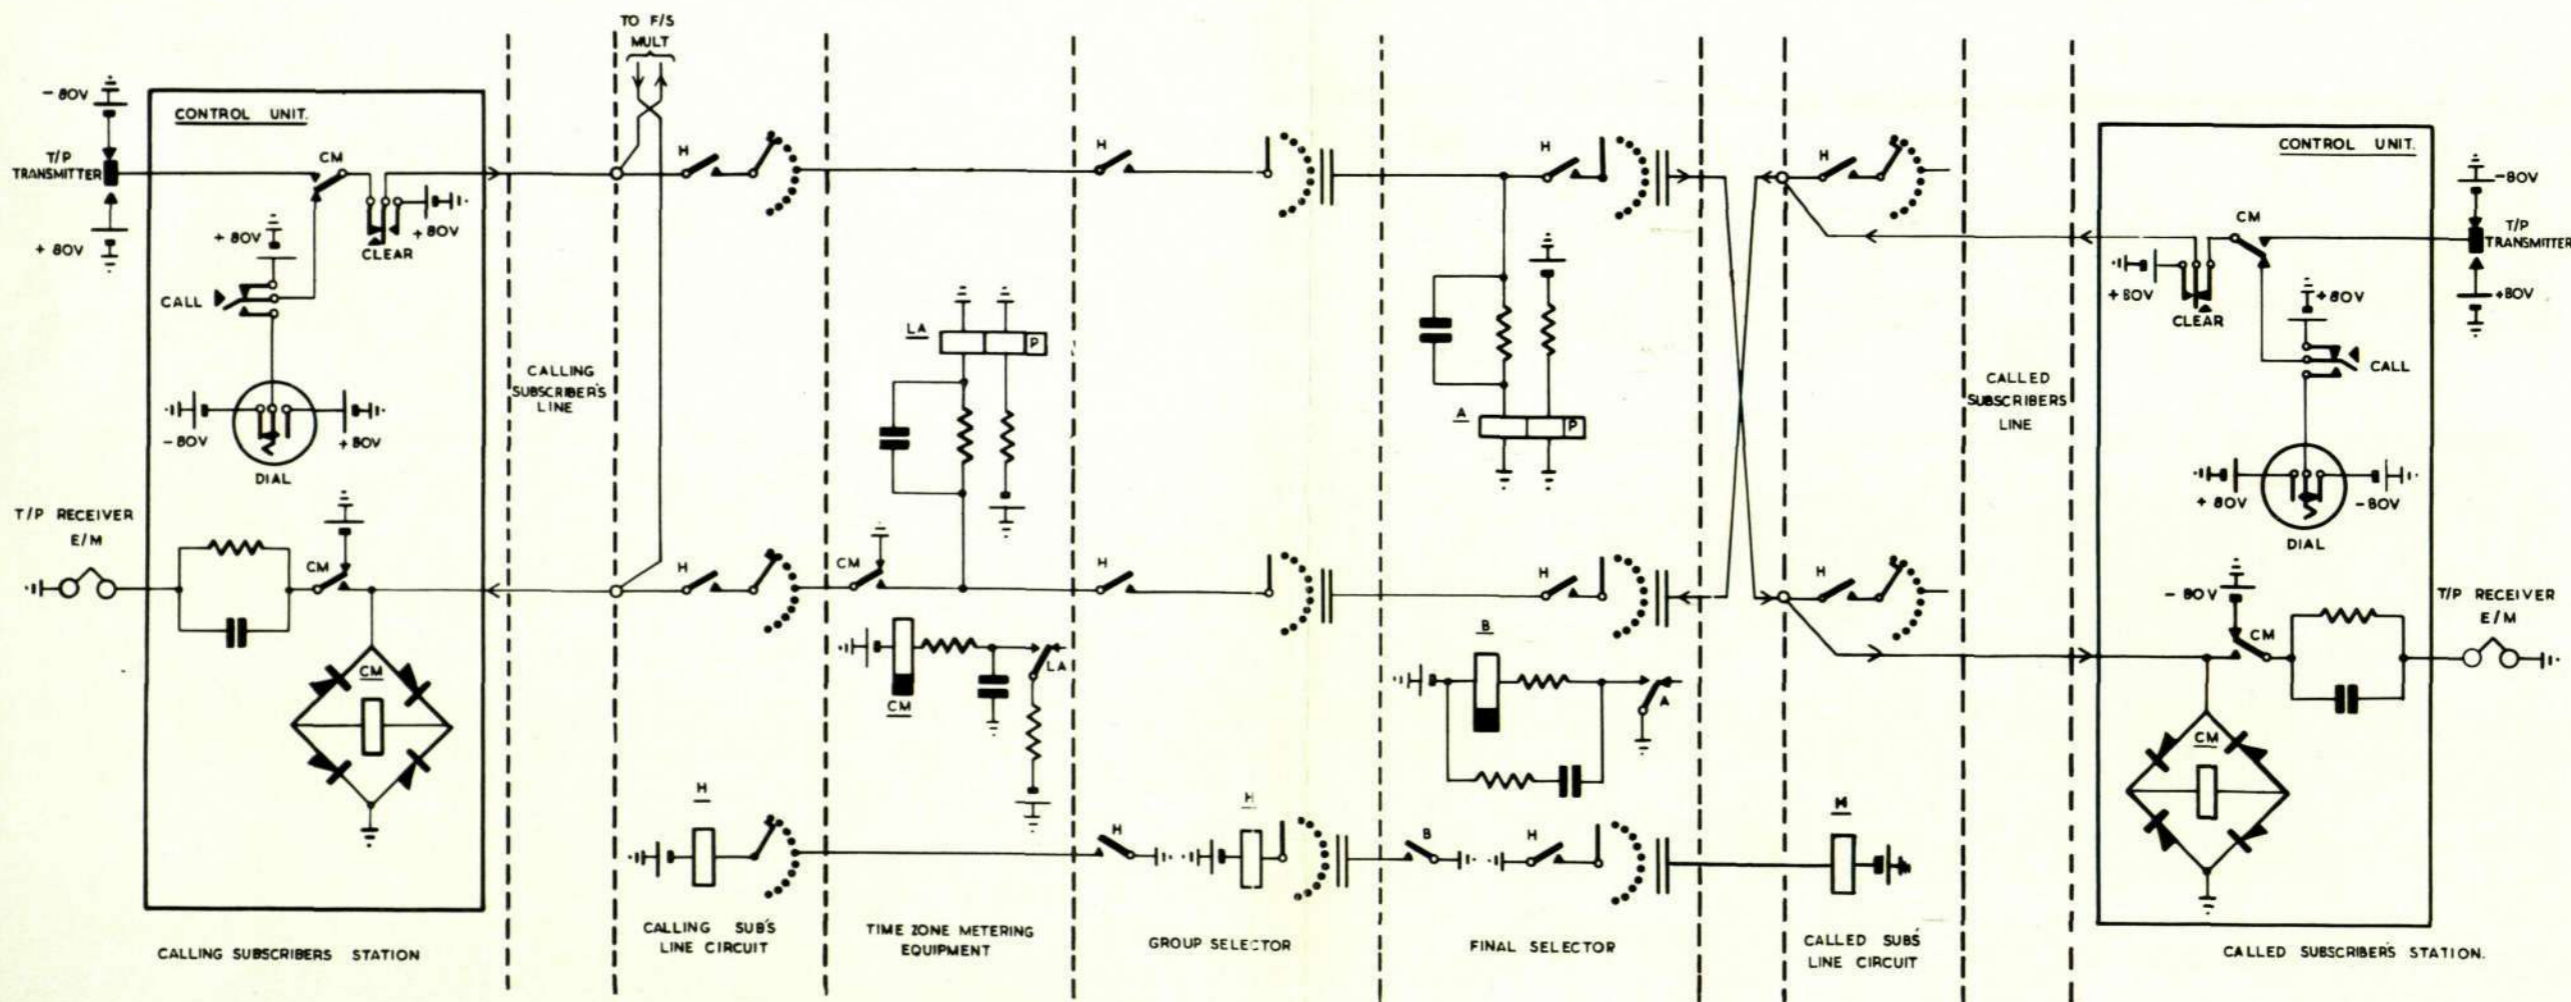 TO F/S
MULT
- 80V
T/P
TRANSMITTER
+ 80V
CONTROL UNIT.
CM
+ 80V
+ 80V
CLEAR
CALL
- 80V
+ 80V
DIAL
T/P RECEIVER
E/M
CM
CM
CALLING SUBSCRIBERS STATION
CALLING
SUBSCRIBER'S
LINE
H
H
H
CALLING SUB'S
LINE CIRCUIT
LA
P
CM
CM
LA
TIME ZONE METERING
EQUIPMENT
H
H
H
H
GROUP SELECTOR
H
A
P
H
B
A
B
H
FINAL SELECTOR
H
H
H
CALLED SUBS'
LINE CIRCUIT
CALLED
SUBSCRIBERS
LINE
CONTROL UNIT.
-80V
T/P
TRANSMITTER
+80V
CM
+80V
CLEAR
+80V
CALL
+ 80V
-80V
DIAL
- 80V
CM
T/P RECEIVER
E/M
CM
CALLED SUBSCRIBER'S STATION.